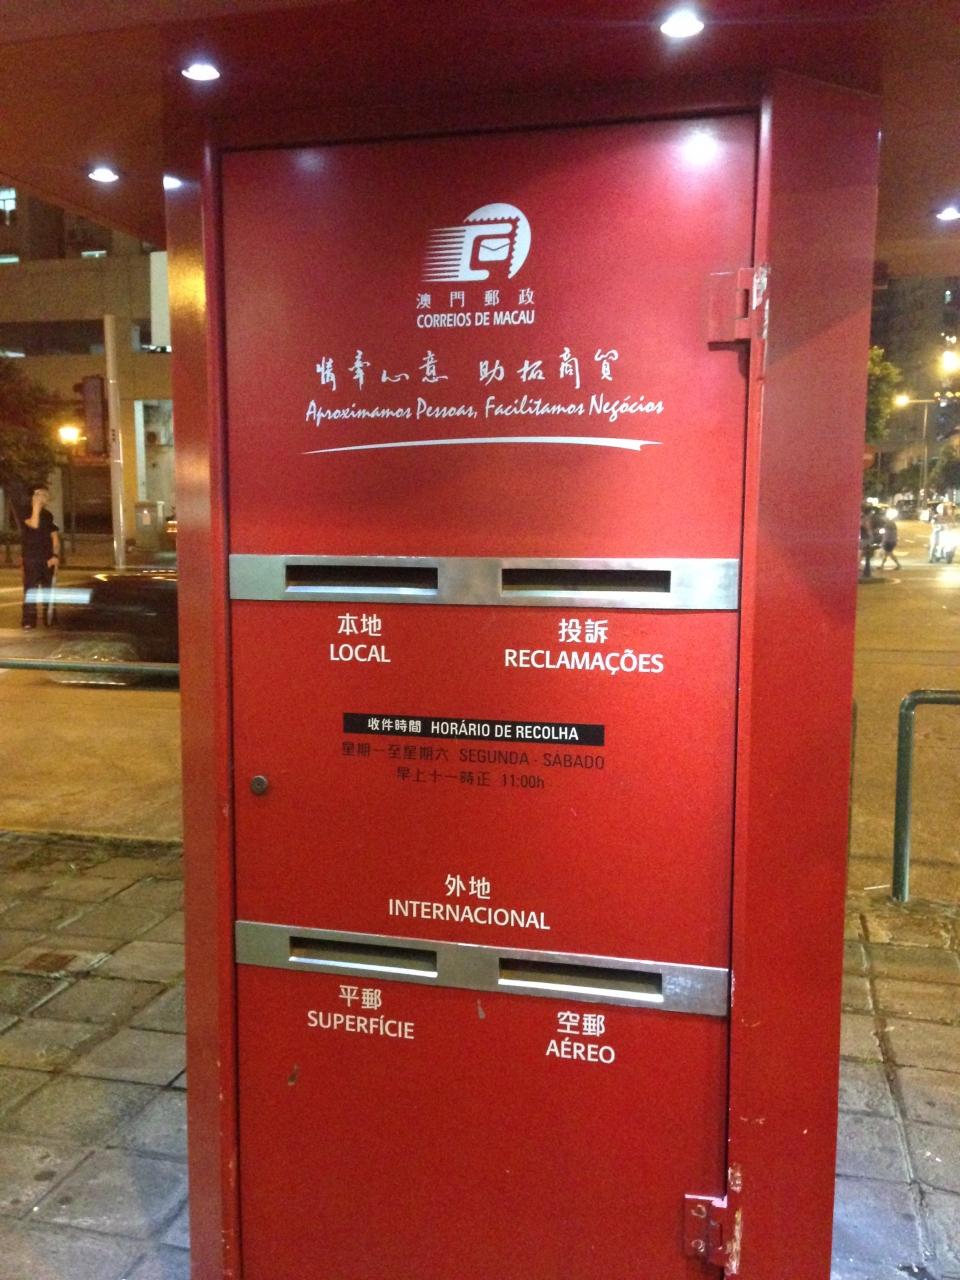 澳門郵政
CORREIOS DE MACAU
情牽心意 助拓商貿
Aproximamos Pessoas, Facilitamos Negócios
本地
LOCAL
投訴
RECLAMAÇÕES
收件時間 HORÁRIO DE RECOLHA
星期一至星期六 SEGUNDA - SÁBADO
早上十一時正 11:00h
外地
INTERNACIONAL
平郵
SUPERFÍCIE
空郵
AÉREO